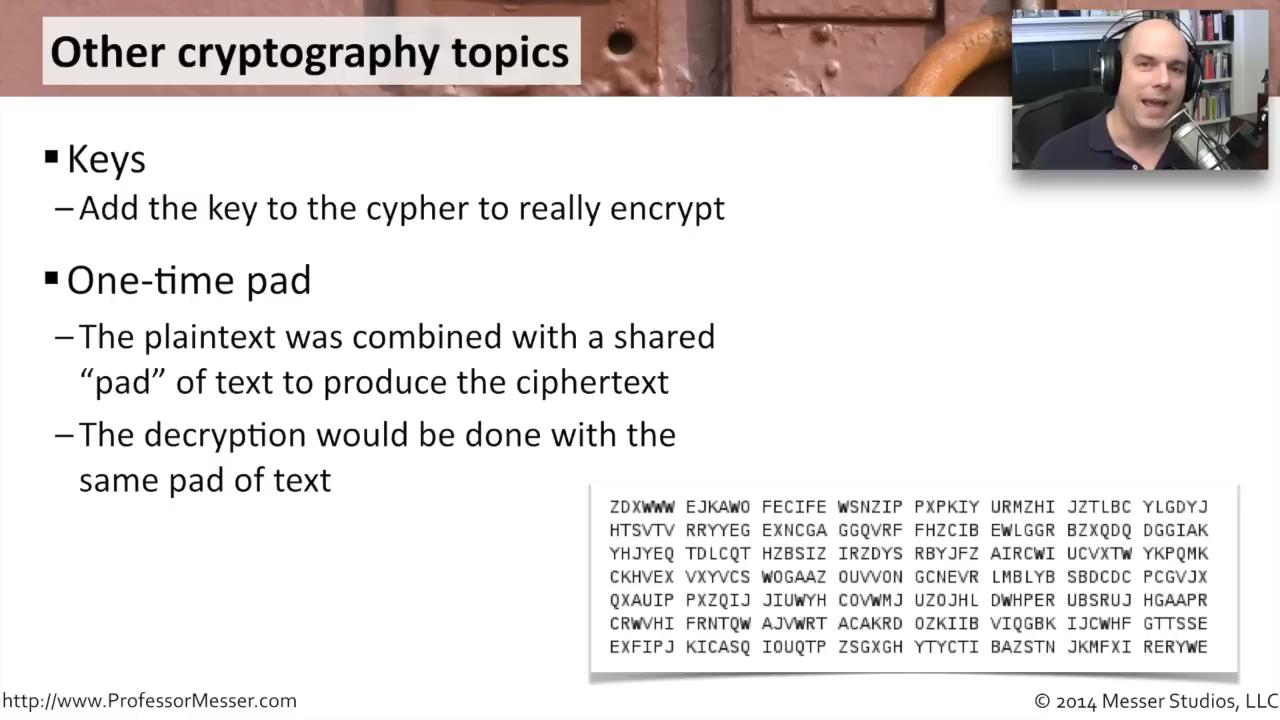 Other cryptography topics
▪ Keys
– Add the key to the cypher to really encrypt
▪ One-time pad
– The plaintext was combined with a shared
“pad” of text to produce the ciphertext
– The decryption would be done with the
same pad of text
ZDXWWW EJKAWO FECIFE WSNZIP PXPKIY URMZHI JZTLBC YLGDYJ
HTSVTV RRYYEG EXNCGA GGQVRF FHZCIB EWLGGR BZXQDQ DGGIAK
YHJYEQ TDLCQT HZBSIZ IRZDYS RBYJFZ AIRCWI UCVXTW YKPQMK
CKHVEX VXYVCS WOGAAZ OUVVON GCNEVR LMBLYB SBDCDC PCGVJX
QXAUIP PXZQIJ JIUWYH COVWMJ UZOJHL DWHPER UBSRUJ HGAAPR
CRWVHI FRNTQW AJVWRT ACAKRD OZKIIB VIQGBK IJCWHF GTTSSE
EXFIPJ KICASQ IOUQTP ZSGXGH YTYCTI BAZSTN JKMFXI RERYWE
http://www.ProfessorMesser.com
© 2014 Messer Studios, LLC